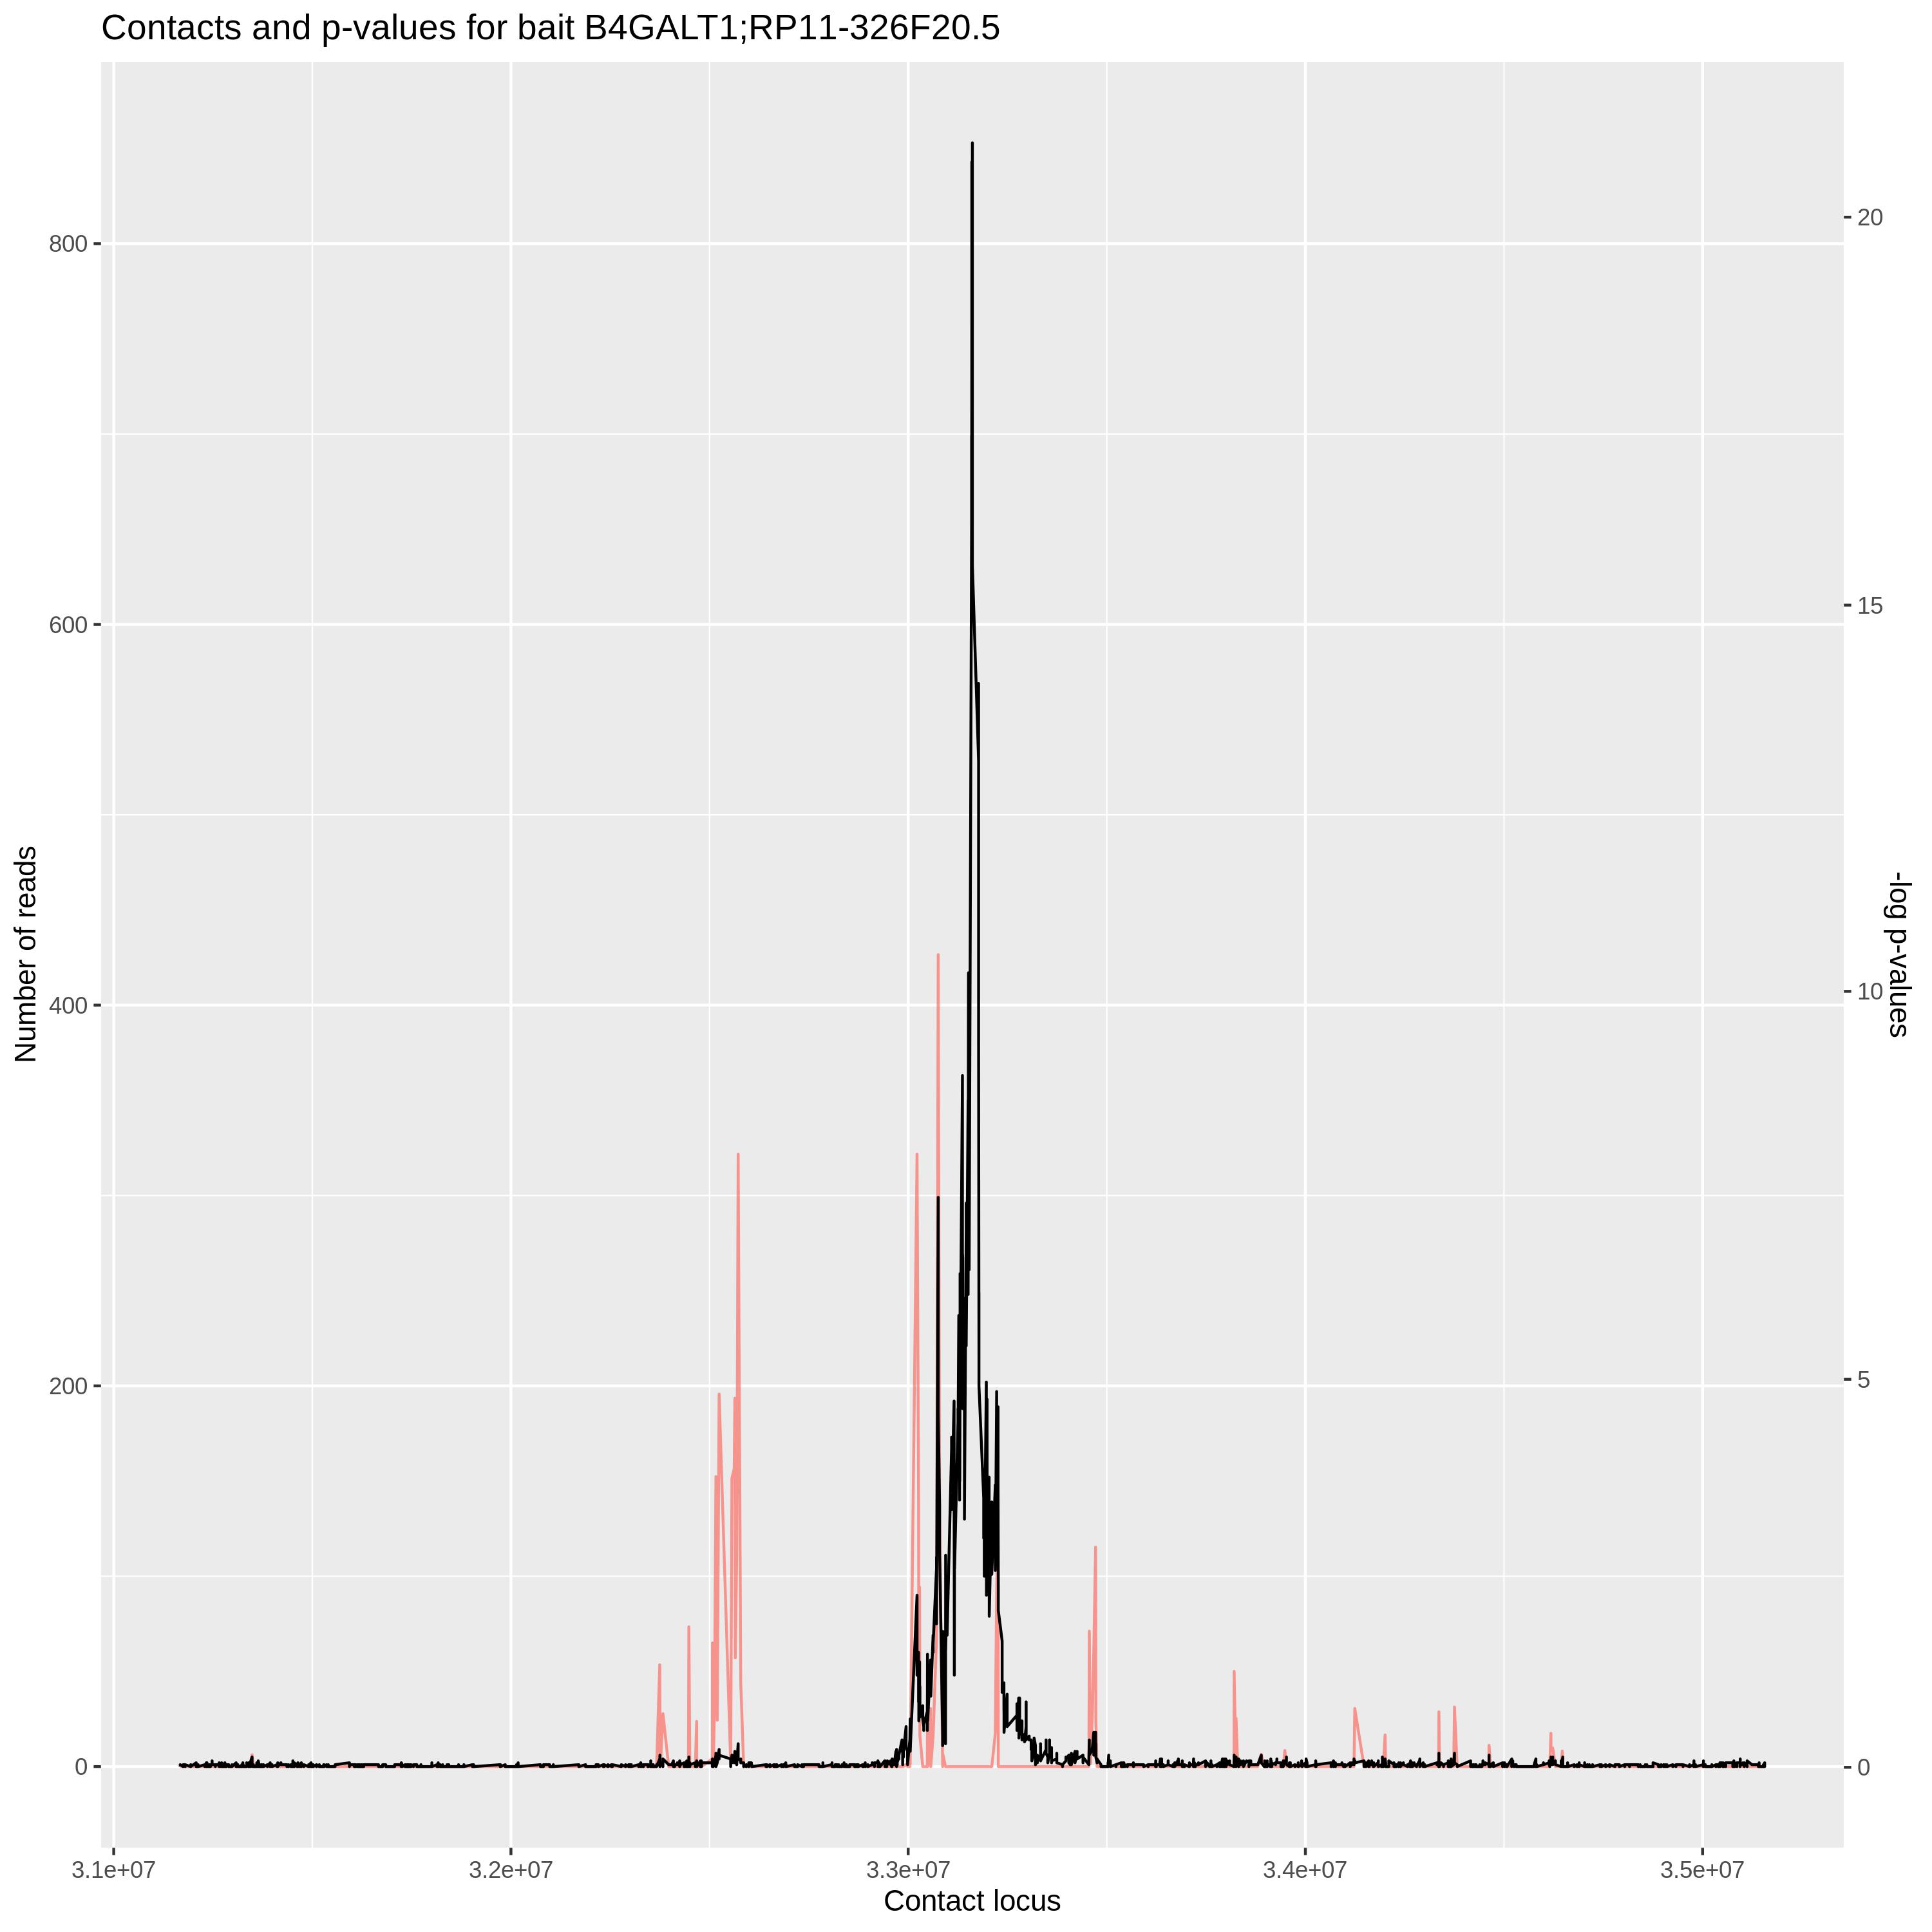 Contacts and p-values for bait B4GALT1;RP11-326F20.5
Number of reads
800
600
400
200
0
20
15
10
5
0
-log p-values
3.1e+07 3.2e+07 3.3e+07 3.4e+07 3.5e+07
Contact locus